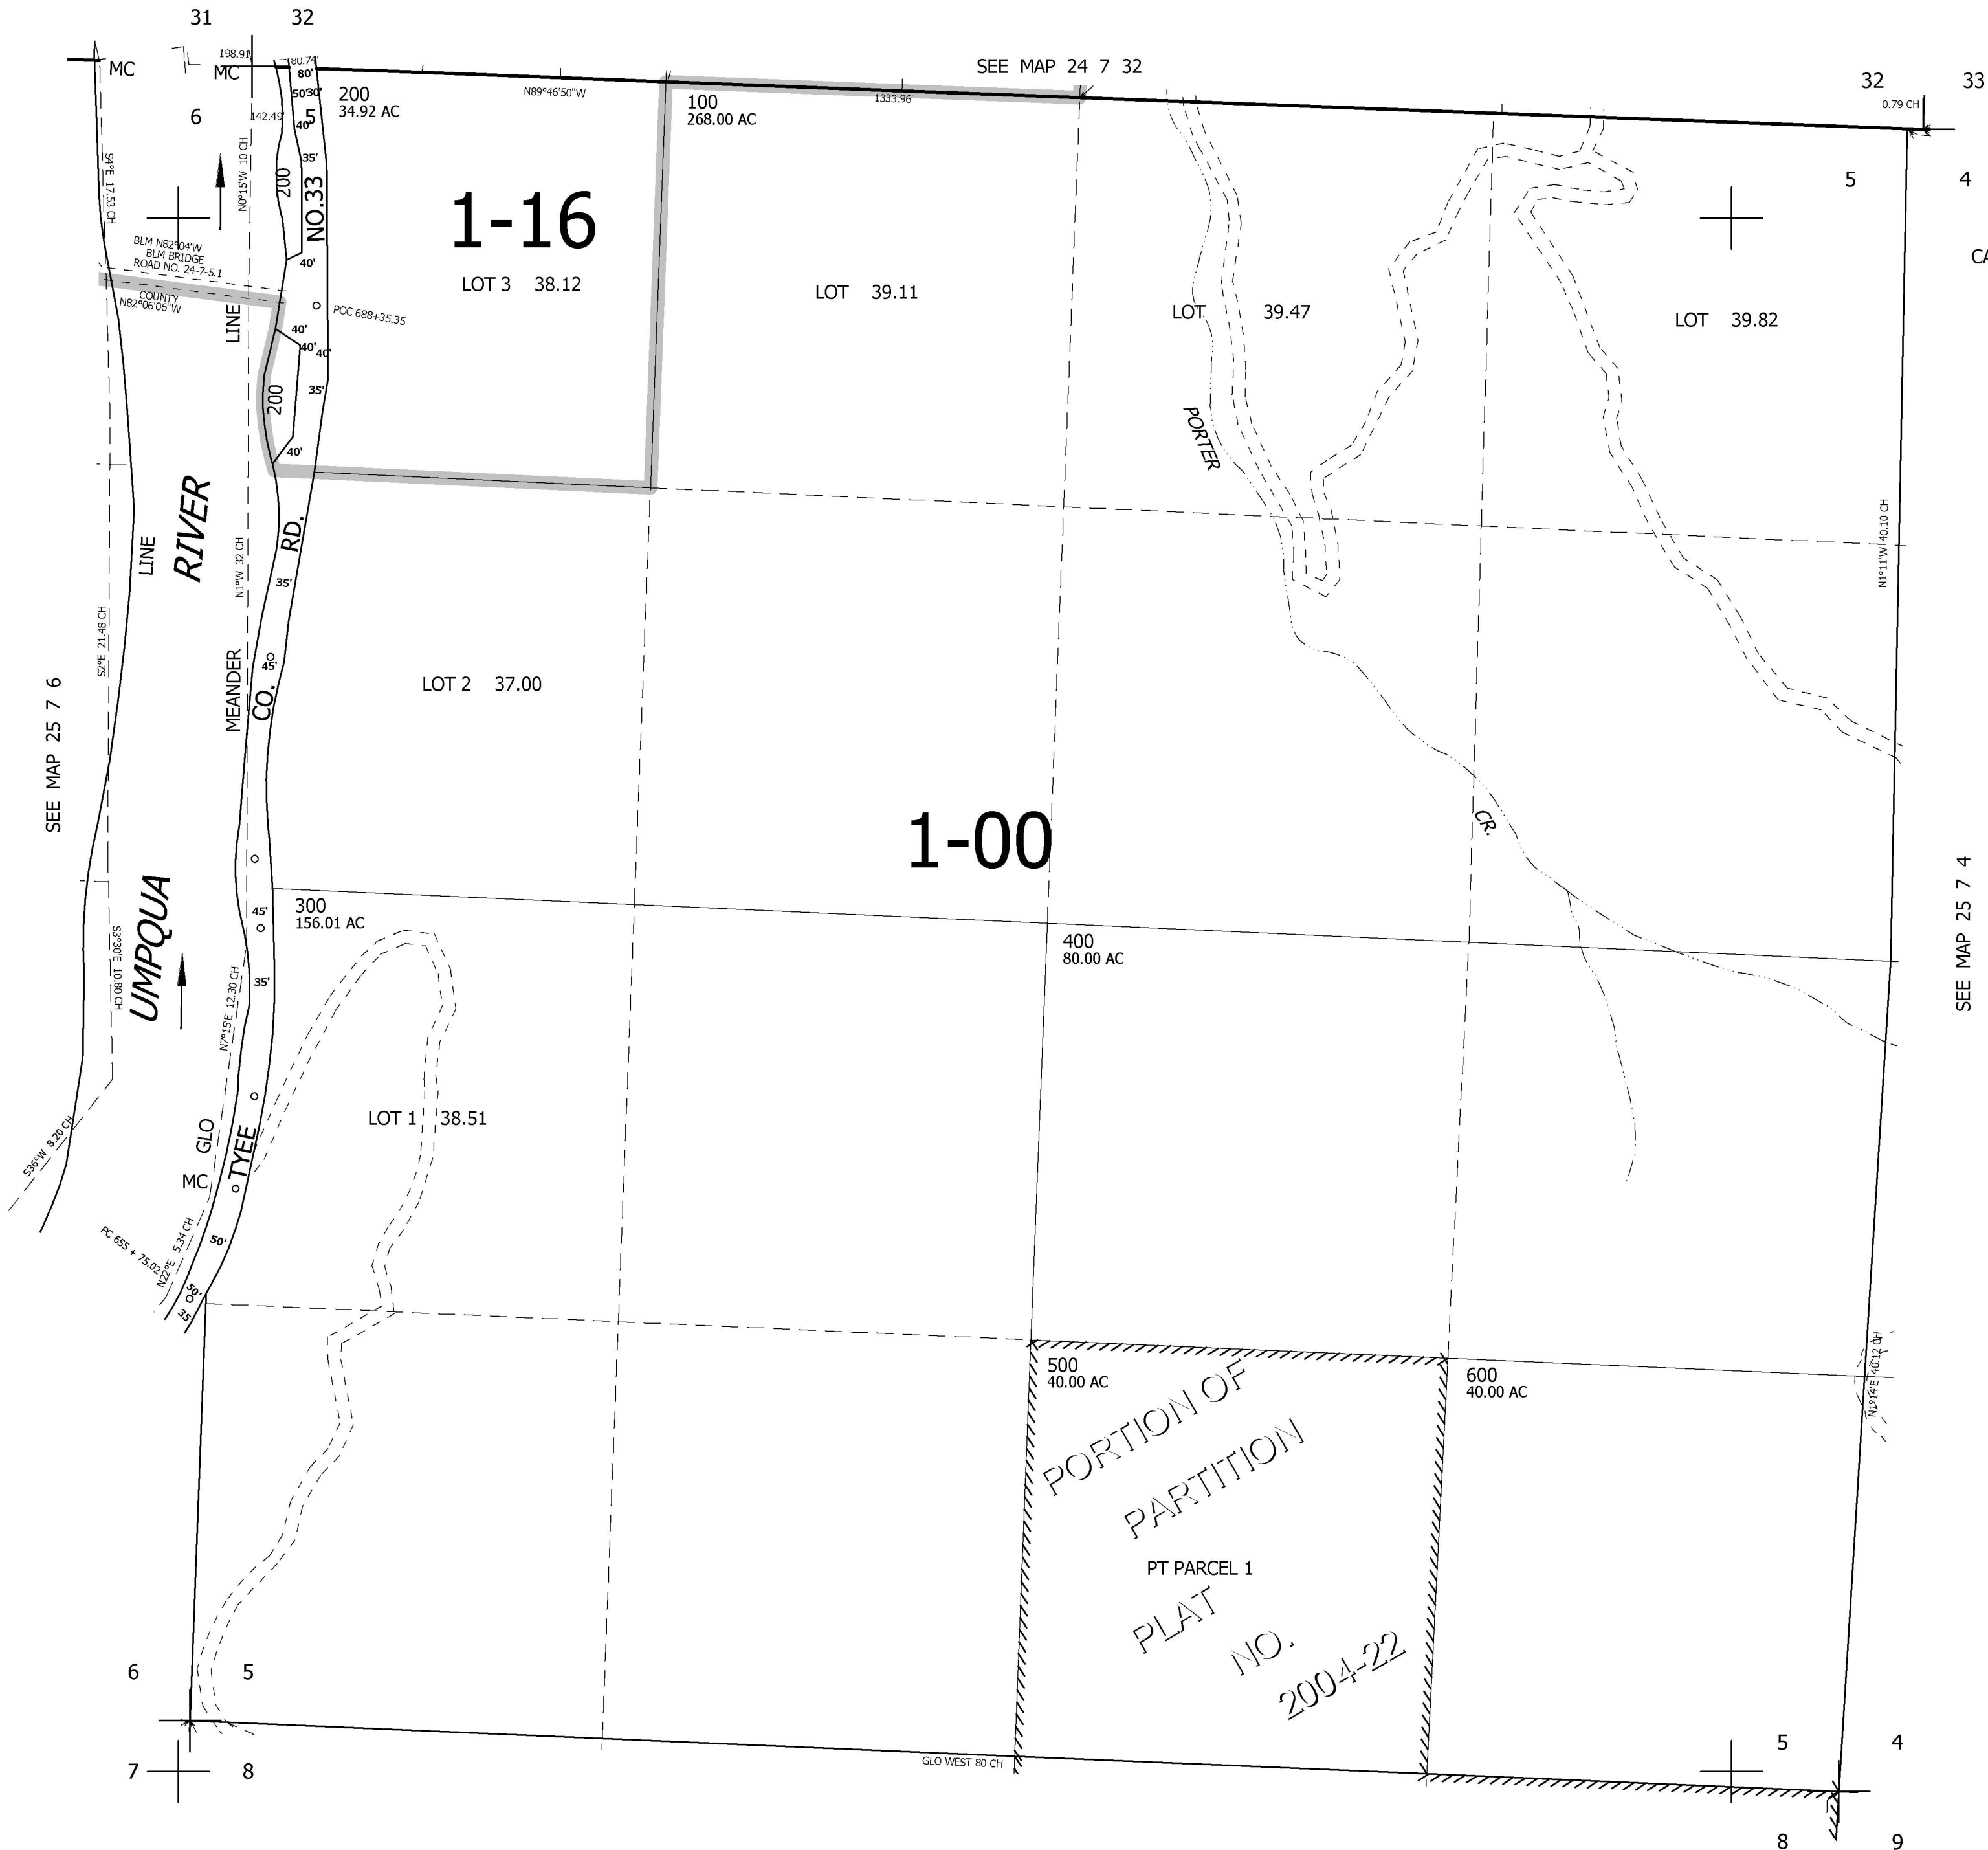 31
32
SEE MAP 24 7 32
32
33
0.79 CH
MC
198.91
MC
80.74'
80'
50'
30'
200
34.92 AC
N89°46'50"W
100
268.00 AC
1333.96'
6
142.49'
5
40'
5
4
S4°E 17.53 CH
N0°15'W 10 CH
35'
200
NO.33
1-16
LOT 3 38.12
LOT 39.11
LOT 39.47
LOT 39.82
CA
BLM N82°04'W
BLM BRIDGE
ROAD NO. 24-7-5.1
COUNTY
N82°06'06"W
40'
POC 688+35.35
LINE
40'
40'
40'
35'
200
40'
PORTER
RIVER
LINE
RD.
N1°W 32 CH
35'
N1°11'W 40.10 CH
S2°E 21.48 CH
SEE MAP 25 7 6
MEANDER
45'
CO.
LOT 2 37.00
1-00
CR.
UMPQUA
SEE MAP 25 7 4
45'
300
156.01 AC
400
80.00 AC
S3°30'E 10.80 CH
N7°15'E 12.30 CH
35'
LOT 1 38.51
GLO
TYEE
S36°W 8.20 CH
MC
PC 655 + 75.02
N22°E 5.34 CH
50'
50'
35
500
40.00 AC
600
40.00 AC
N1°14'E 40.12 CH
PORTION OF
PARTITION
PT PARCEL 1
PLAT
NO.
2004-22
6
5
7
8
GLO WEST 80 CH
5
4
8
9